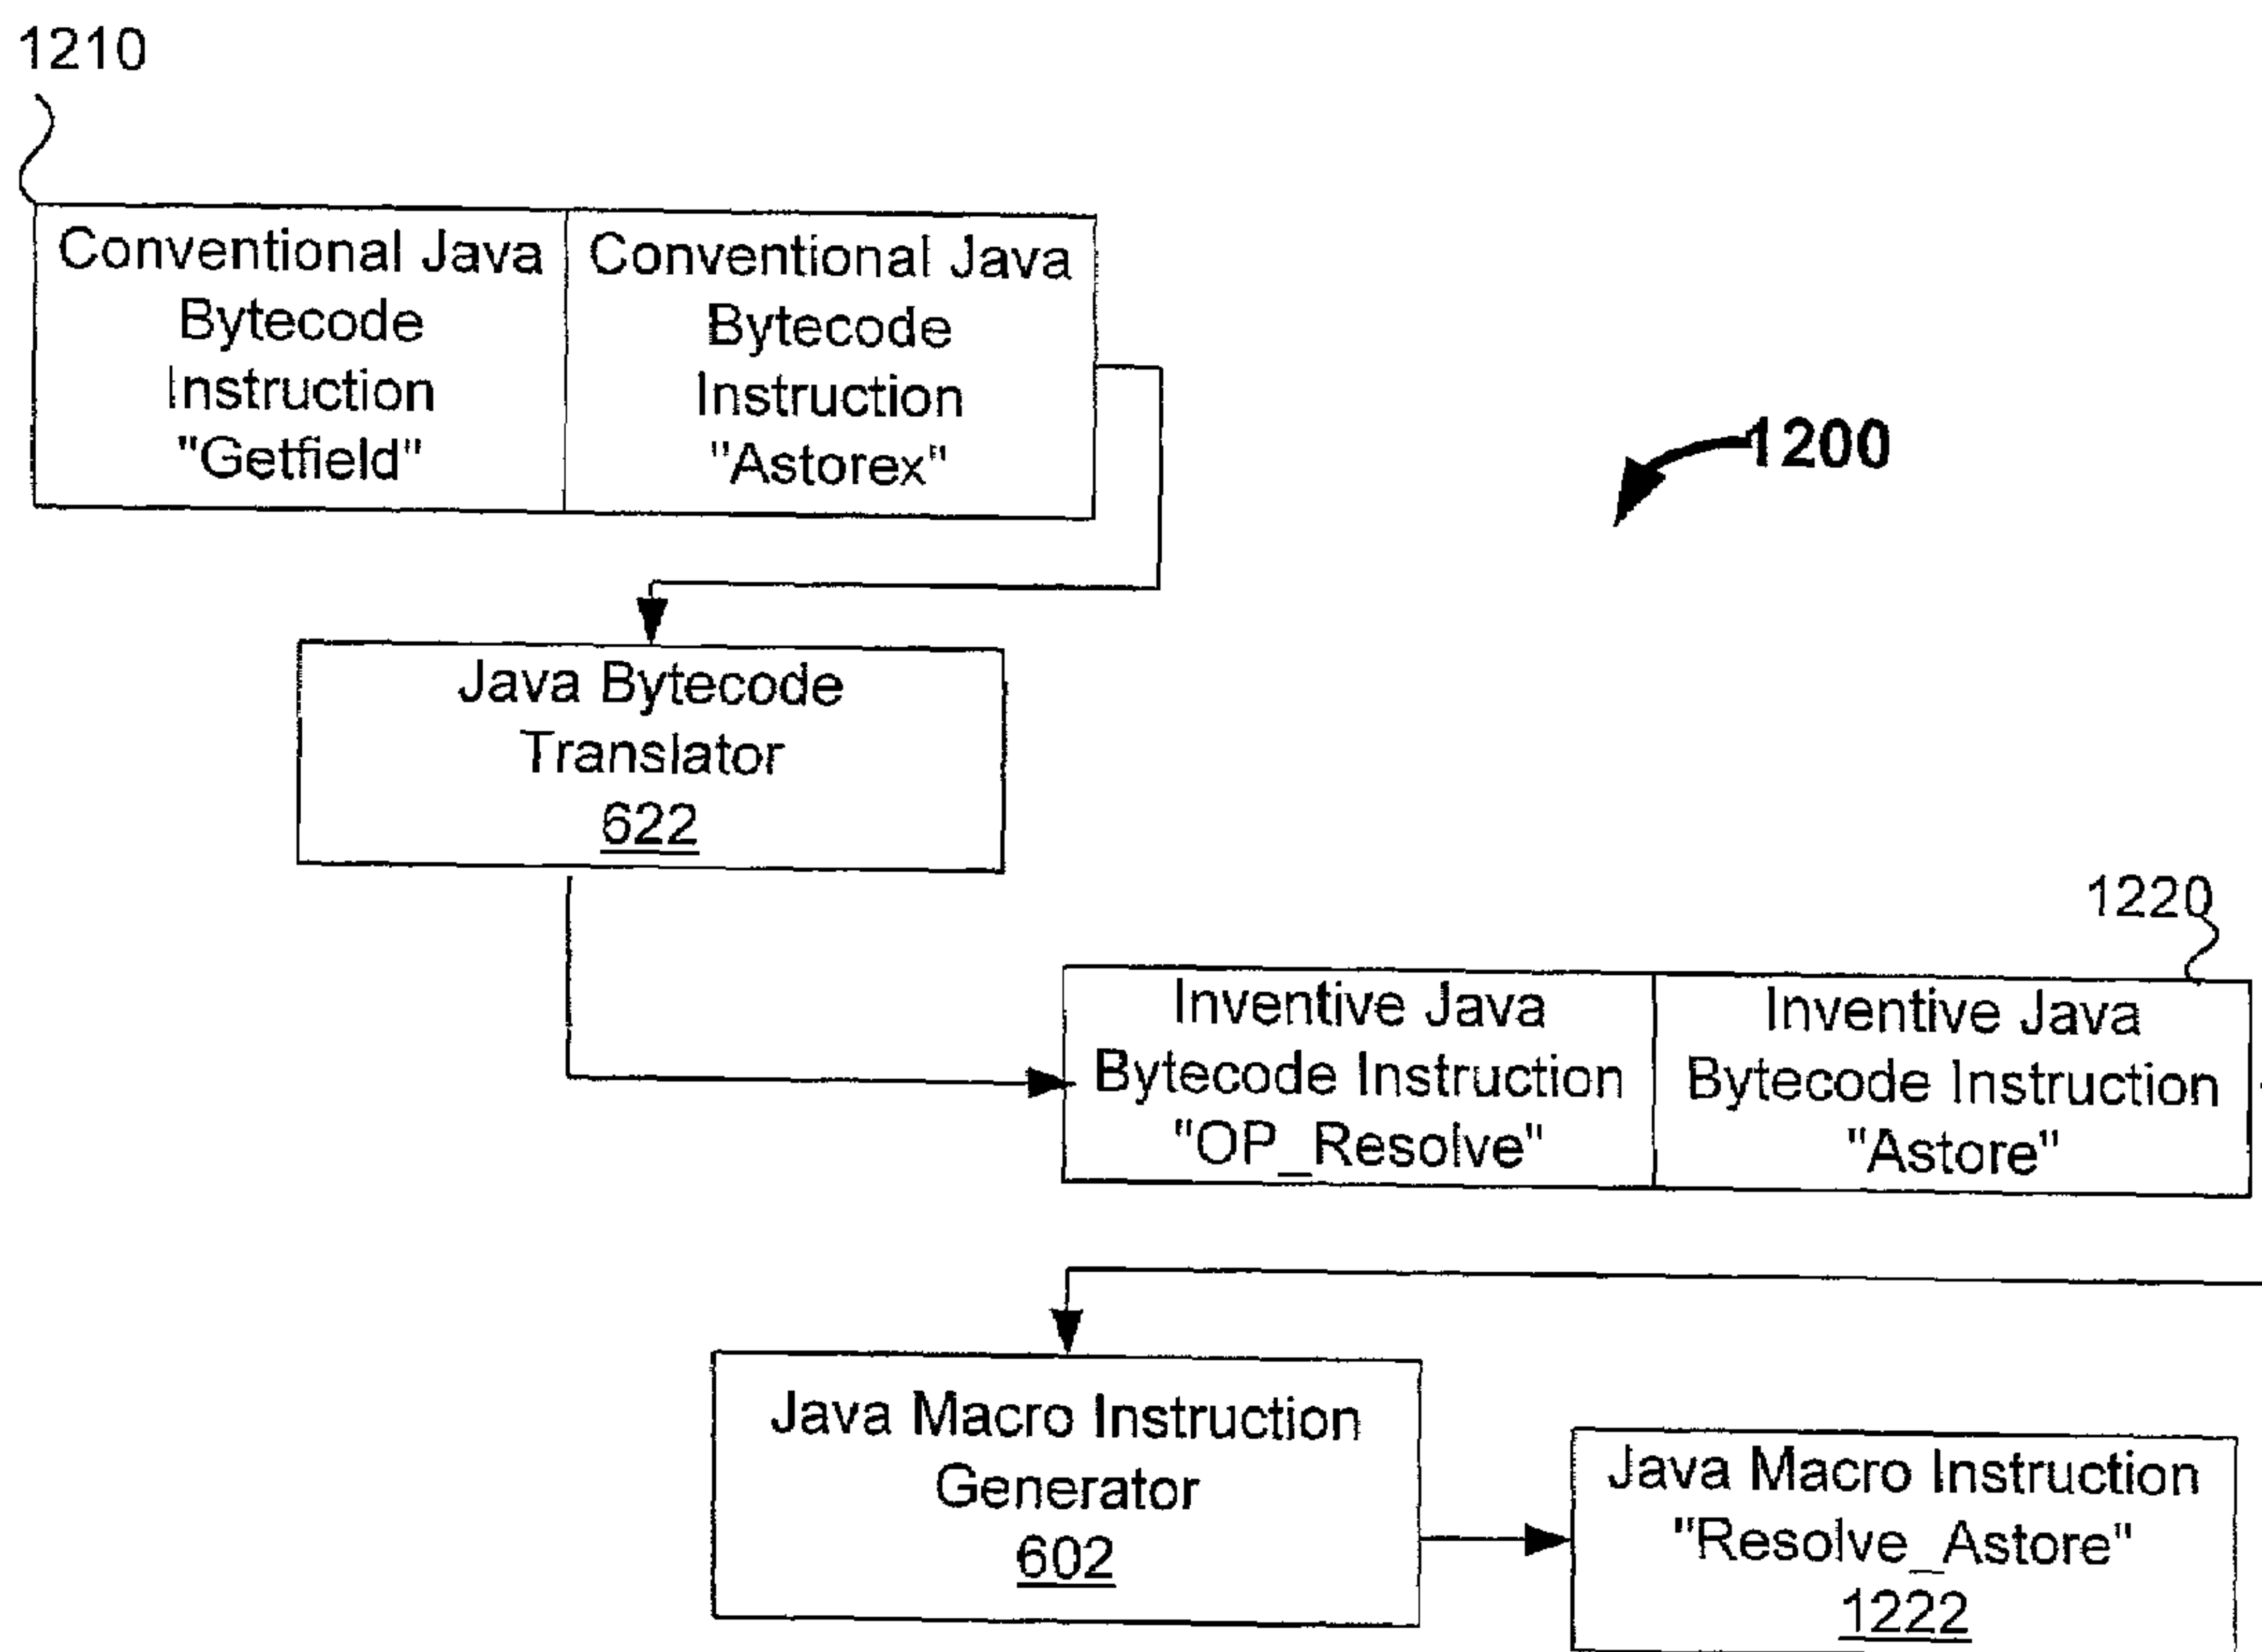 1210
Conventional Java
Bytecode
Instruction
"Getfield"
Conventional Java
Bytecode
Instruction
"Astorex"
1200
Java Bytecode
Translator
622
1220
Inventive Java
Bytecode Instruction
"OP_Resolve"
Inventive Java
Bytecode Instruction
"Astore"
Java Macro Instruction
Generator
602
Java Macro Instruction
"Resolve_Astore"
1222